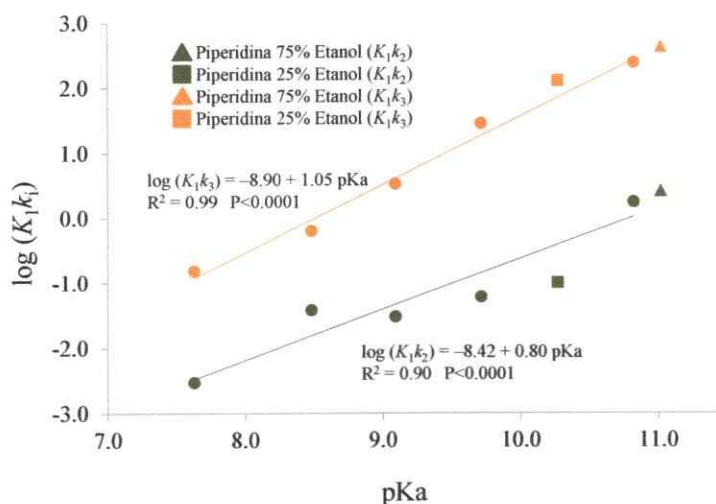 3.0
2.0
1.0
0.0
-1.0
-2.0
-3.0
log (K₁kᵢ)
Piperidina 75% Etanol (K₁k₂)
Piperidina 25% Etanol (K₁k₂)
Piperidina 75% Etanol (K₁k₃)
Piperidina 25% Etanol (K₁k₃)
log (K₁k₃) = –8.90 + 1.05 pKa
R² = 0.99 P<0.0001
log (K₁k₂) = –8.42 + 0.80 pKa
R² = 0.90 P<0.0001
7.0 8.0 9.0 10.0 11.0
pKa